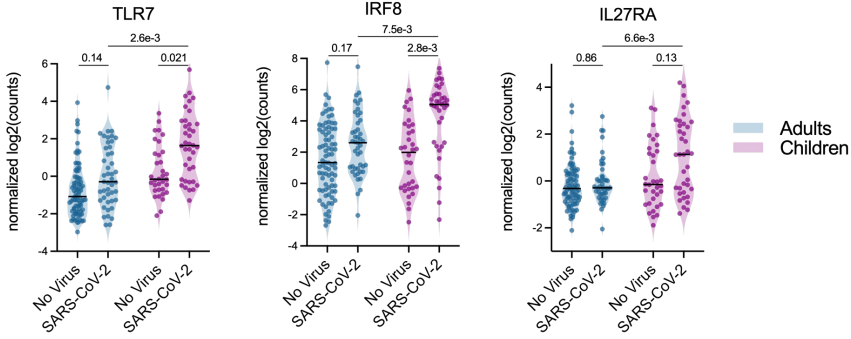 TLR7
IRF8
IL27RA
2.6e-3
0.14
0.021
7.5e-3
0.17
2.8e-3
6.6e-3
0.86
0.13
normalized log2(counts)
6
4
2
0
-2
-4
normalized log2(counts)
8
6
4
2
0
-2
-4
normalized log2(counts)
4
2
0
-2
No Virus
SARS-CoV-2
No Virus
SARS-CoV-2
No Virus
SARS-CoV-2
No Virus
SARS-CoV-2
No Virus
SARS-CoV-2
No Virus
SARS-CoV-2
Adults
Children